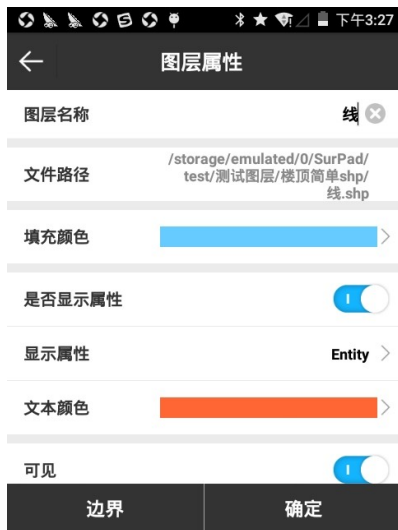 下午3:27
图层属性
图层名称 线
文件路径 /storage/emulated/0/SurPad/
test/测试图层/楼顶简单shp/
线.shp
填充颜色
是否显示属性
显示属性 Entity
文本颜色
可见
边界 确定